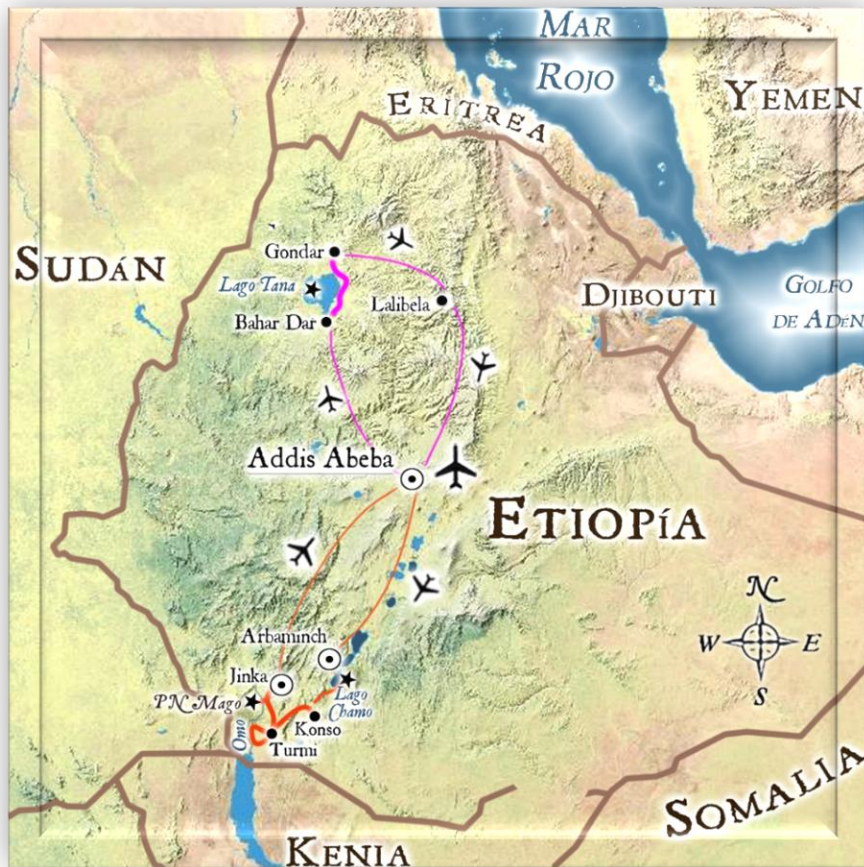 MAR
ROJO
YEMEN
ERITREA
SUDÁN
Gondar
Lago Tana
Lalibela
Bahar Dar
DJIBOUTI
GOLFO
DE ADÉN
Addis Abeba
ETIOPÍA
N
W E
S
Arbaminch
Jinka
PN Mago
Lago
Chamo
Konso
Omo
Turmi
SOMALIA
KENIA